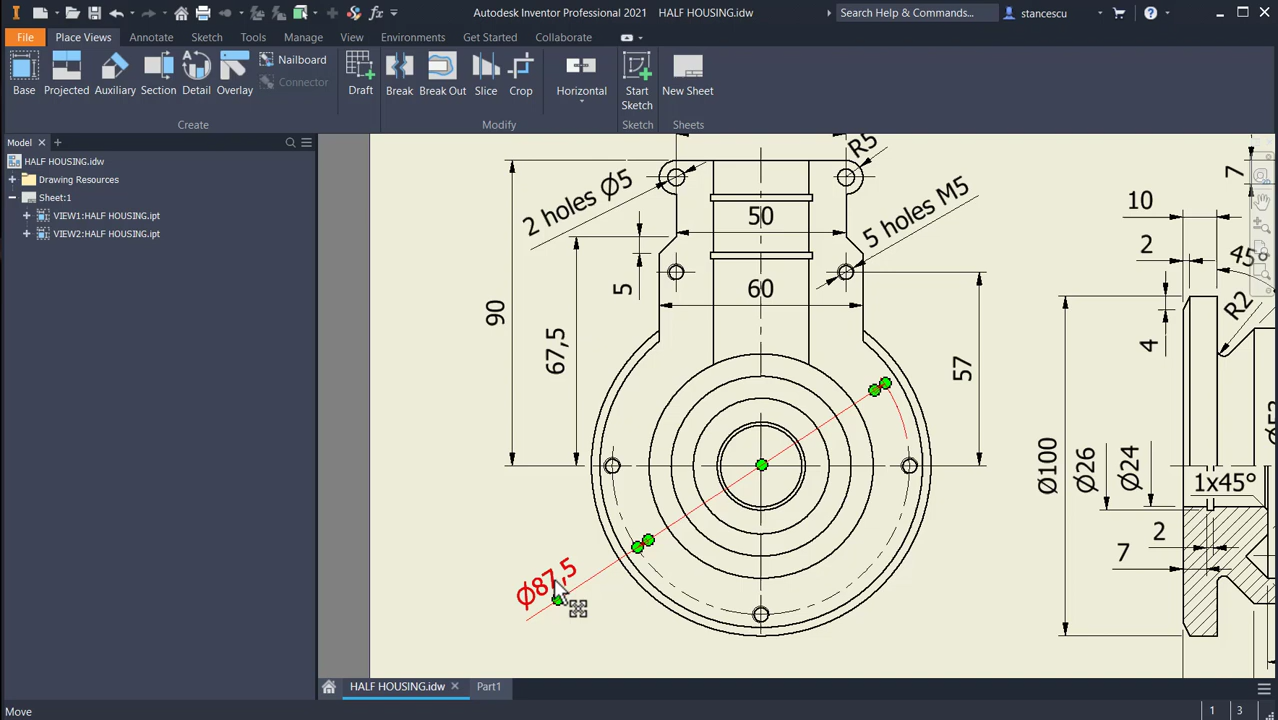 Autodesk Inventor Professional 2021 HALF HOUSING.idw
Search Help & Commands...
stancescu
File
Place Views
Annotate
Sketch
Tools
Manage
View
Environments
Get Started
Collaborate
Base
Projected
Auxiliary
Section
Detail
Overlay
Nailboard
Connector
Draft
Break
Break Out
Slice
Crop
Horizontal
Start
Sketch
New Sheet
Create
Modify
Sketch
Sheets
Model
HALF HOUSING.idw
Drawing Resources
Sheet:1
VIEW1:HALF HOUSING.ipt
VIEW2:HALF HOUSING.ipt
2 holes Ø5
R5
5 holes M5
50
60
5
90
67,5
57
Ø87,5
7
10
2
45°
R2
4
Ø100
Ø26
Ø24
1x45°
2
7
HALF HOUSING.idw
Part1
Move
1
3